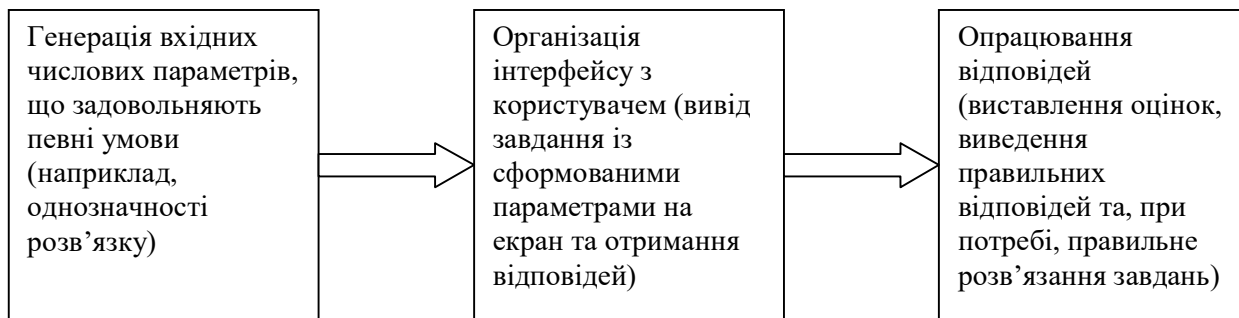 Генерація вхідних
числових параметрів,
що задовольняють
певні умови
(наприклад,
однозначності
розв’язку)
Організація
інтерфейсу з
користувачем (вивід
завдання із
сформованими
параметрами на
екран та отримання
відповідей)
Опрацювання
відповідей
(виставлення оцінок,
виведення
правильних
відповідей та, при
потребі, правильне
розв’язання завдань)